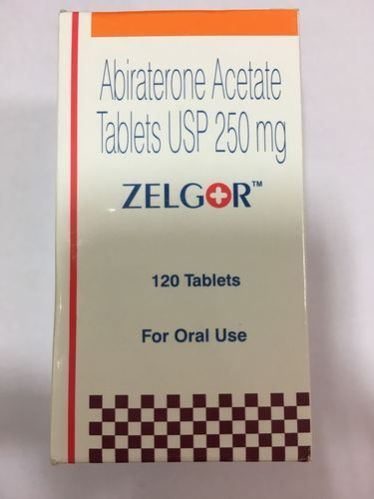 Abiraterone Acetate
Tablets USP 250 mg
ZELGOR™
120 Tablets
For Oral Use